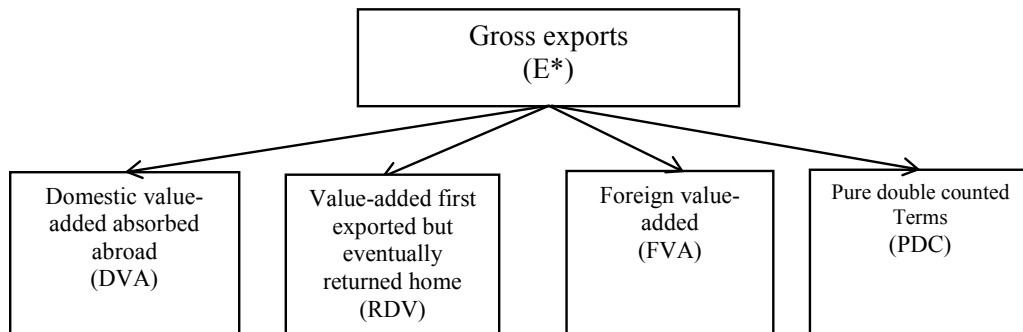 Gross exports
(E*)
Domestic value-
added absorbed
abroad
(DVA)
Value-added first
exported but
eventually
returned home
(RDV)
Foreign value-
added
(FVA)
Pure double counted
Terms
(PDC)